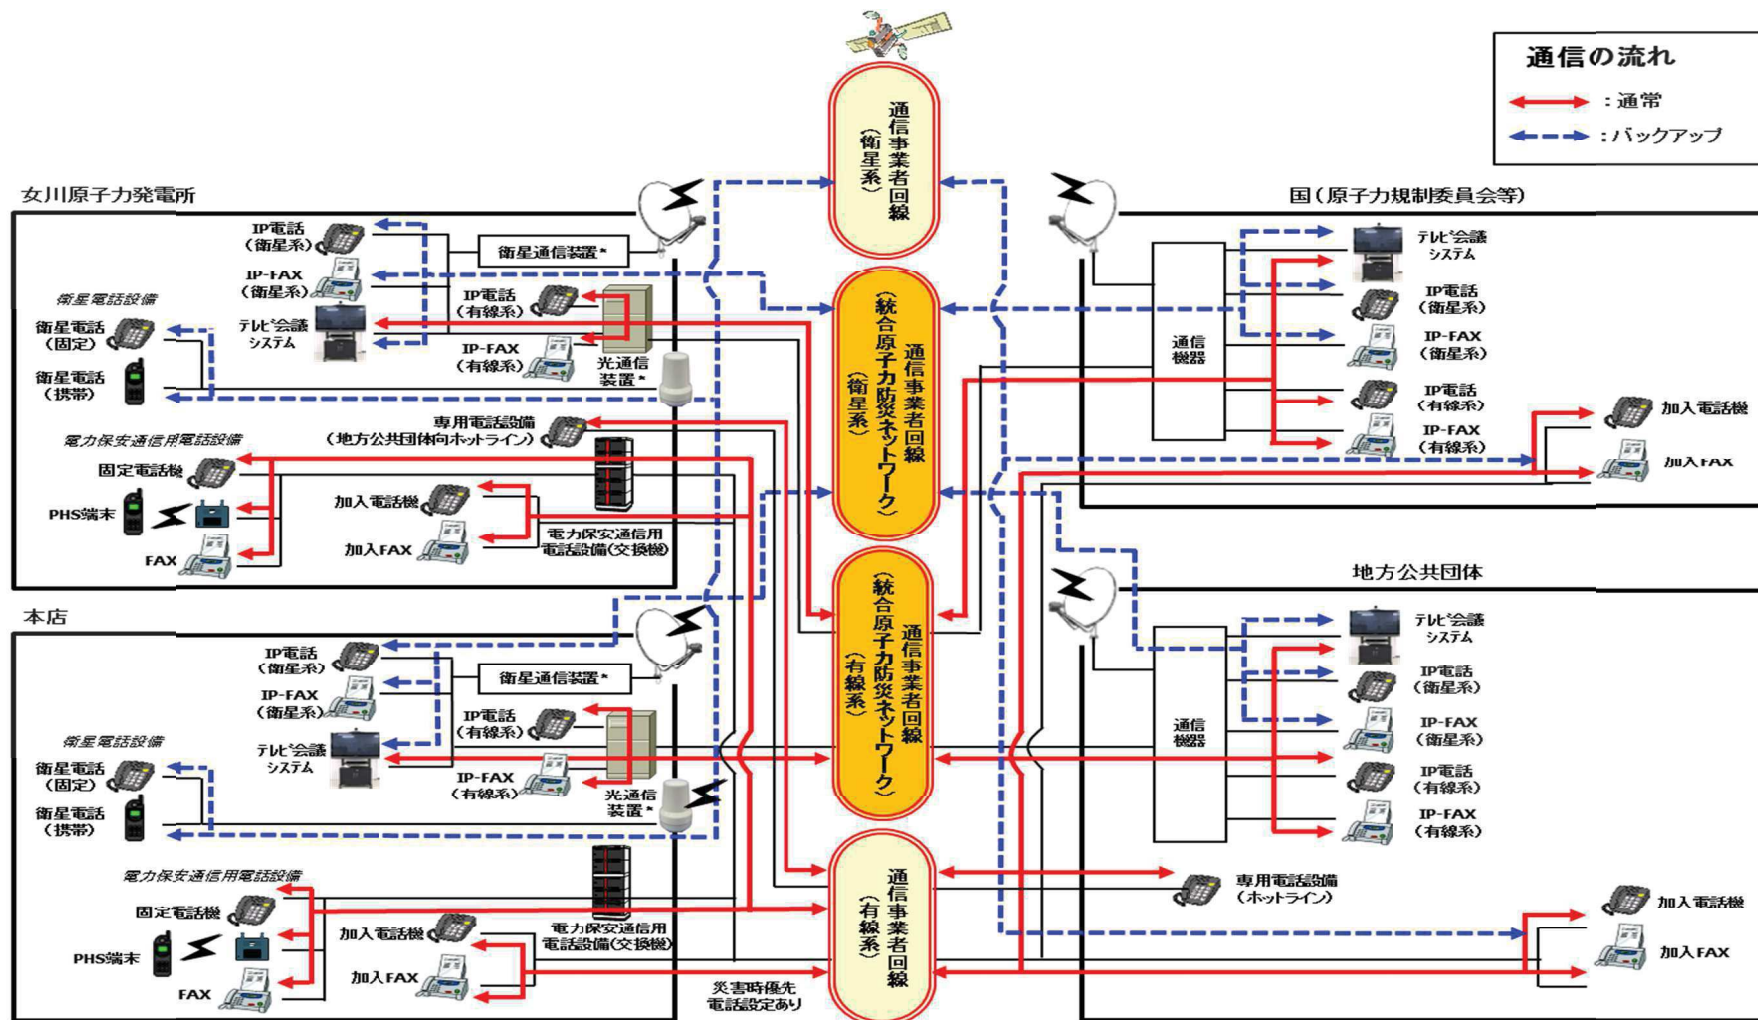 通信の流れ
：通常
：バックアップ
通信事業者回線
（衛星系）
通信事業者回線
（統合原子力防災ネットワーク）
（衛星系）
通信事業者回線
（統合原子力防災ネットワーク）
（有線系）
通信事業者回線
（有線系）
女川原子力発電所
IP電話
（衛星系）
衛星通信装置*
IP-FAX
（衛星系）
衛星電話設備
衛星電話
（固定）
テレビ会議
システム
IP電話
（有線系）
IP-FAX
（有線系）
光通信
装置*
衛星電話
（携帯）
専用電話設備
（地方公共団体向ホットライン）
電力保安通信用電話設備
固定電話機
PHS端末
FAX
加入電話機
加入FAX
電力保安通信用
電話設備(交換機)
本店
IP電話
（衛星系）
衛星通信装置*
IP-FAX
（衛星系）
衛星電話設備
衛星電話
（固定）
テレビ会議
システム
IP電話
（有線系）
IP-FAX
（有線系）
光通信
装置*
衛星電話
（携帯）
電力保安通信用電話設備
固定電話機
PHS端末
FAX
加入電話機
加入FAX
電力保安通信用
電話設備(交換機)
災害時優先
電話設定あり
国（原子力規制委員会等）
通信
機器
テレビ会議
システム
IP電話
（衛星系）
IP-FAX
（衛星系）
IP電話
（有線系）
IP-FAX
（有線系）
加入電話機
加入FAX
地方公共団体
通信
機器
テレビ会議
システム
IP電話
（衛星系）
IP-FAX
（衛星系）
IP電話
（有線系）
IP-FAX
（有線系）
専用電話設備
（ホットライン）
加入電話機
加入FAX